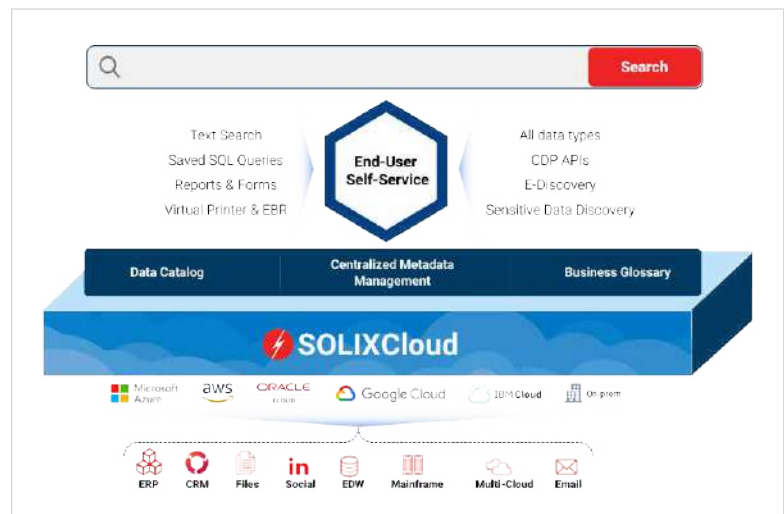 Search
Text Search
Saved SQL Queries
Reports & Forms
Virtual Printer & EBR
End-User
Self-Service
All data types
CDP APIs
E-Discovery
Sensitive Data Discovery
Data Catalog
Centralized Metadata
Management
Business Glossary
SOLIXCloud
Microsoft
Azure
aws
ORACLE
CLOUD
Google Cloud
IBM Cloud
On-prem
ERP
CRM
Files
in
Social
EDW
Mainframe
Multi-Cloud
Email